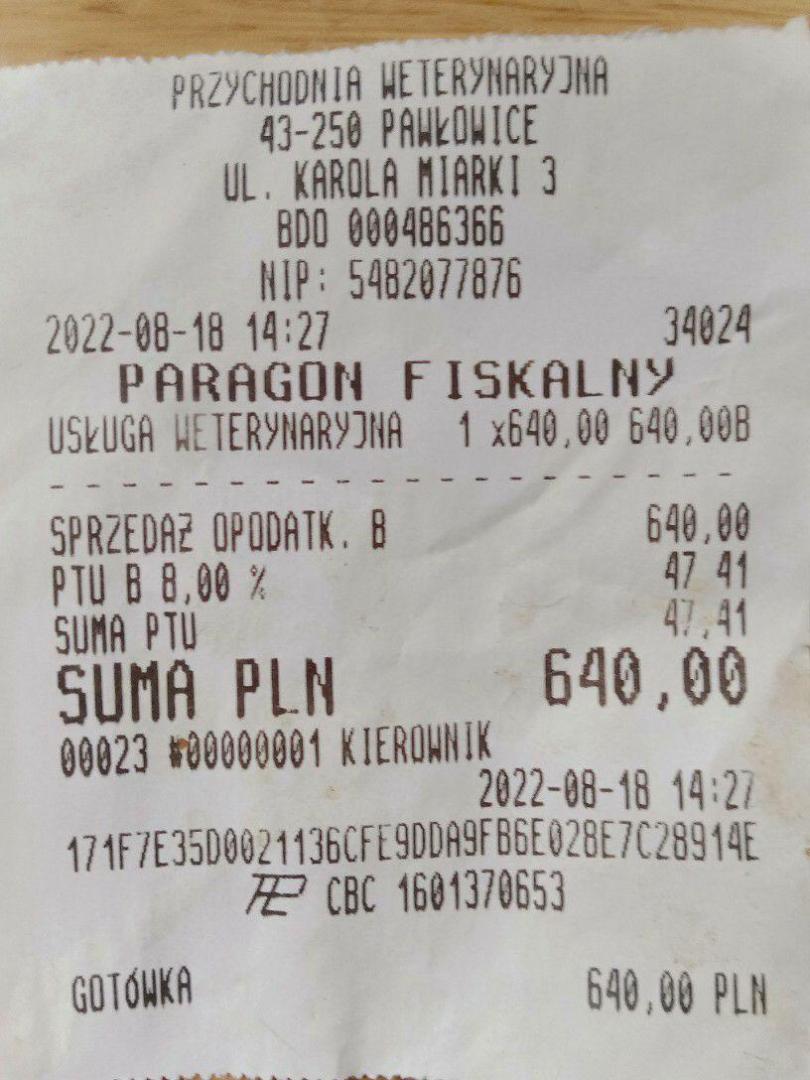 PRZYCHODNIA WETERYNARYJNA
43-250 PAWŁOWICE
UL. KAROLA MIARKI 3
BDO 000486366
NIP: 5482077876
2022-08-18 14:27 34024
PARAGON FISKALNY
USŁUGA WETERYNARYJNA 1 x640,00 640,00B
- - - - - - - - - - - - - - - - - - - -
SPRZEDAŻ OPODATK. B 640,00
PTU B 8,00 % 47 41
SUMA PTU 47,41
SUMA PLN 640,00
00023 #00000001 KIEROWNIK
2022-08-18 14:27
171F7E35D0021136CFE9DDA9FB6E028E7C28914E
CBC 1601370653
GOTÓWKA 640,00 PLN